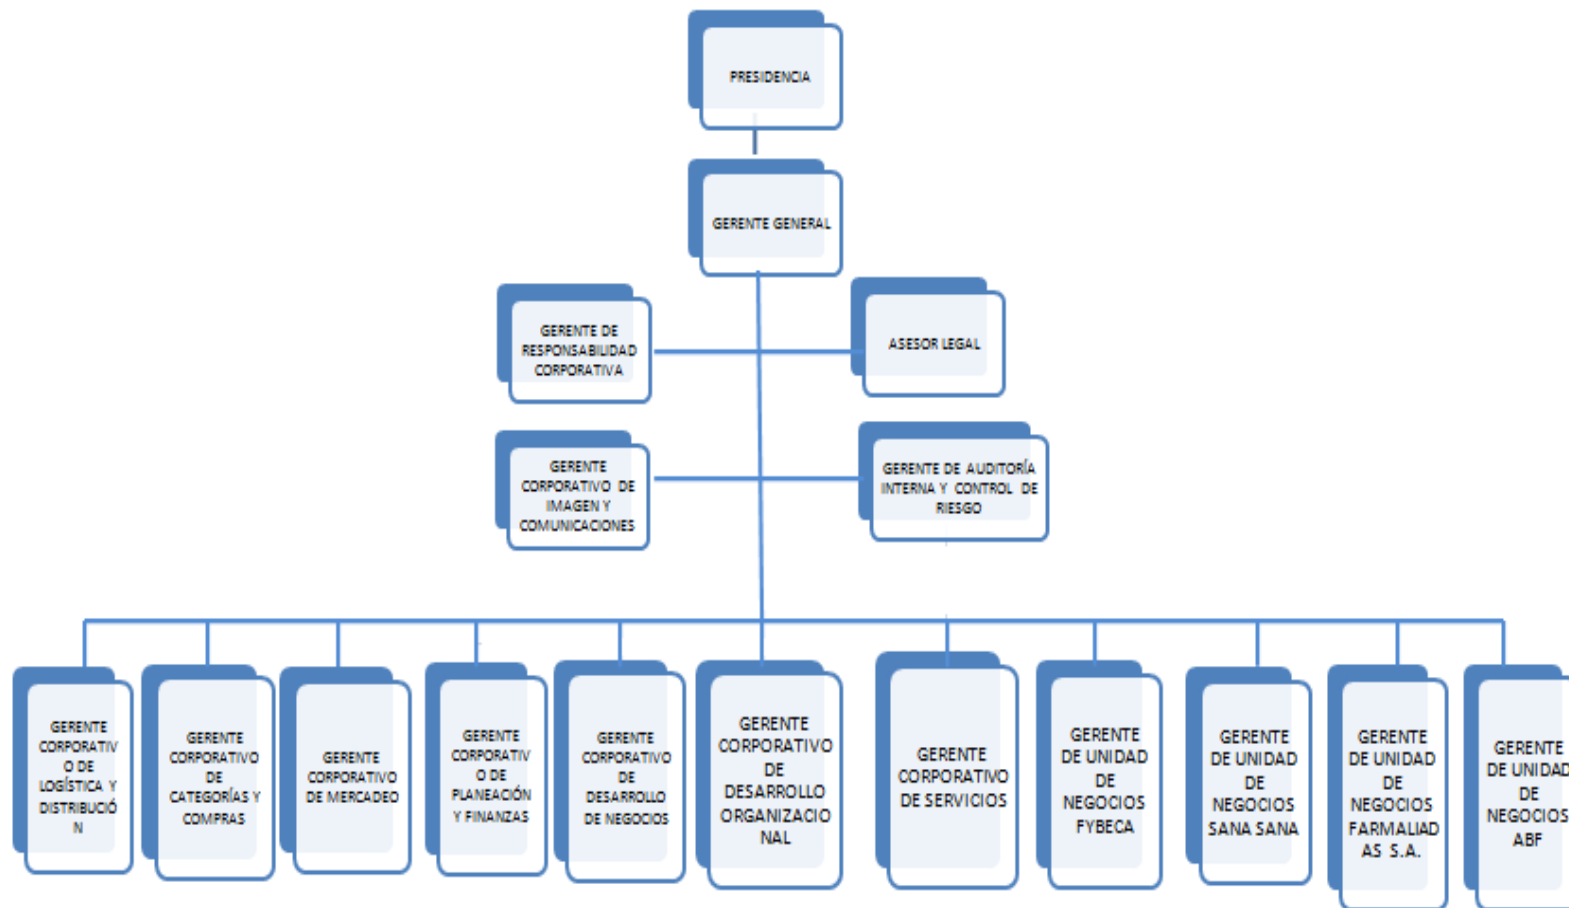 PRESIDENCIA
GERENTE GENERAL
GERENTE DE
RESPONSABILIDAD
CORPORATIVA
ASESOR LEGAL
GERENTE
CORPORATIVO DE
IMAGEN Y
COMUNICACIONES
GERENTE DE AUDITORÍA
INTERNA Y CONTROL DE
RIESGO
GERENTE
CORPORATIV
O DE
LOGÍSTICA Y
DISTRIBUCIÓ
N
GERENTE
CORPORATIVO
DE
CATEGORÍAS Y
COMPRAS
GERENTE
CORPORATIVO
DE MERCADEO
GERENTE
CORPORATIV
O DE
PLANEACIÓN
Y FINANZAS
GERENTE
CORPORATIVO
DE
DESARROLLO
DE NEGOCIOS
GERENTE
CORPORATIVO
DE
DESARROLLO
ORGANIZACIO
NAL
GERENTE
CORPORATIVO
DE SERVICIOS
GERENTE
DE UNIDAD
DE
NEGOCIOS
FYBECA
GERENTE
DE UNIDAD
DE
NEGOCIOS
SANA SANA
GERENTE
DE UNIDAD
DE
NEGOCIOS
FARMALIAD
AS S.A.
GERENTE
DE UNIDAD
DE
NEGOCIOS
ABF